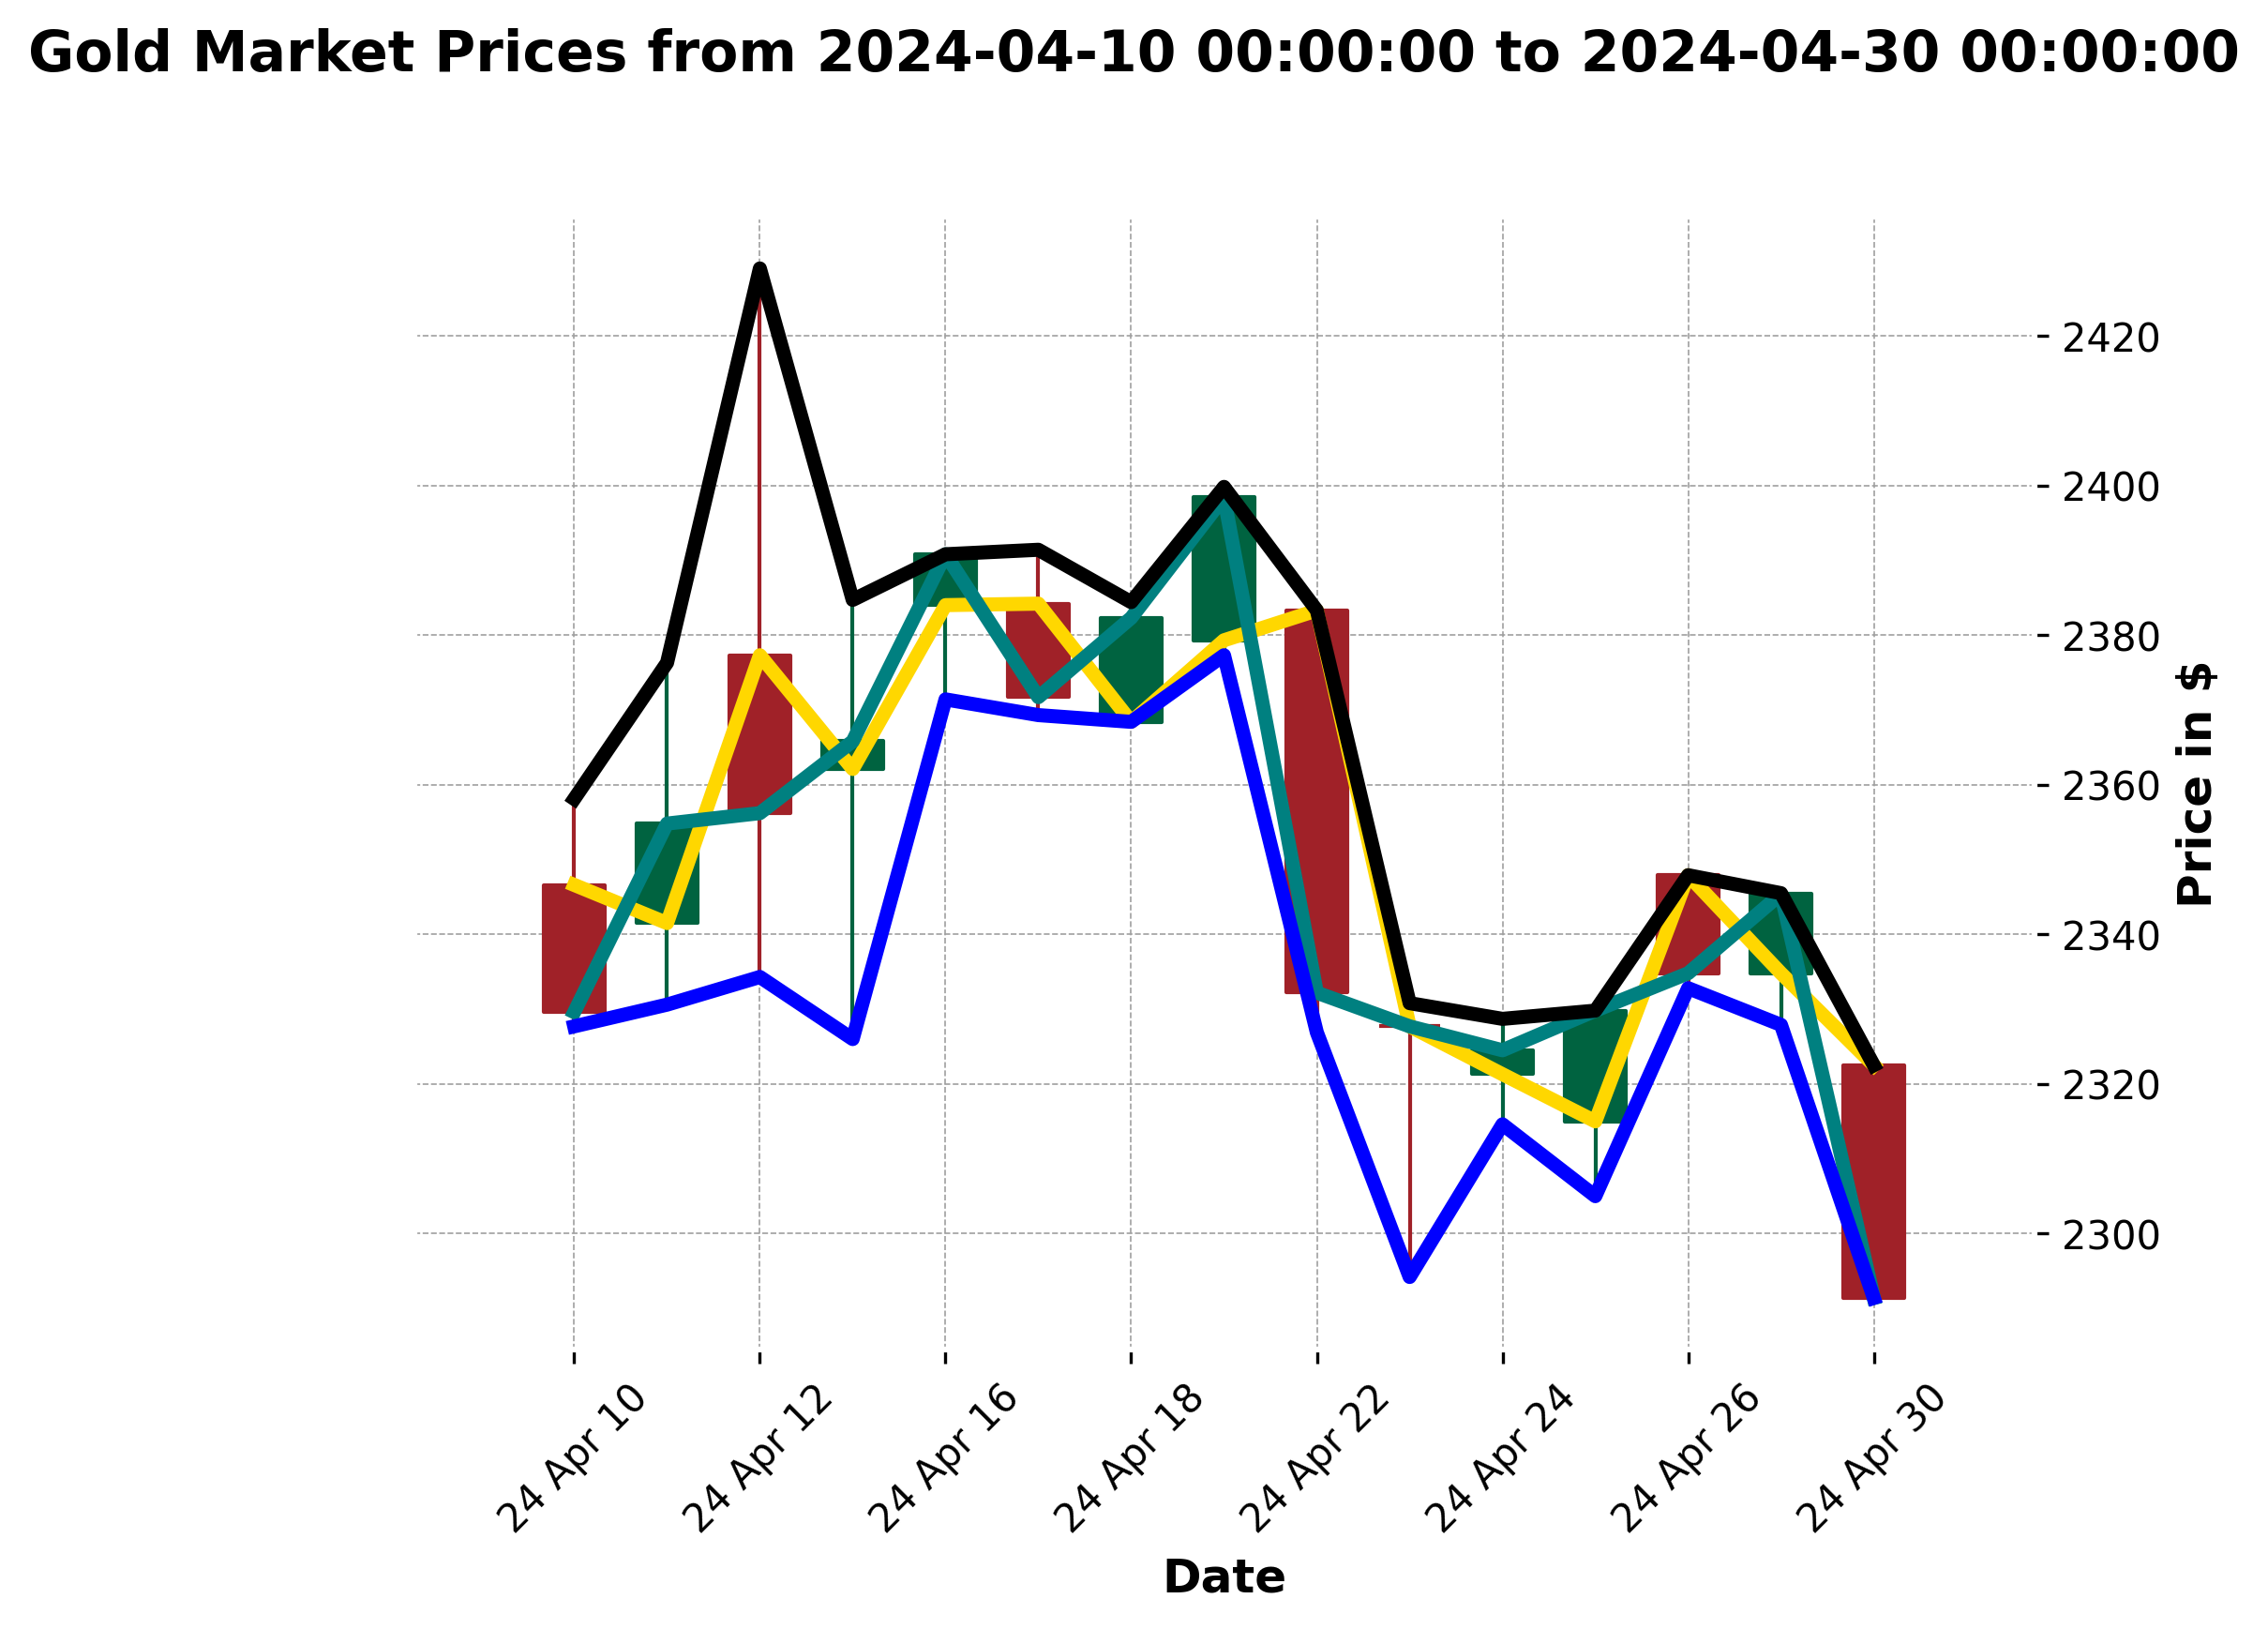 Gold Market Prices from 2024-04-10 00:00:00 to 2024-04-30 00:00:00
2420
2400
2380
2360
2340
2320
2300
Price in $
24 Apr 10
24 Apr 12
24 Apr 16
24 Apr 18
24 Apr 22
24 Apr 24
24 Apr 26
24 Apr 30
Date